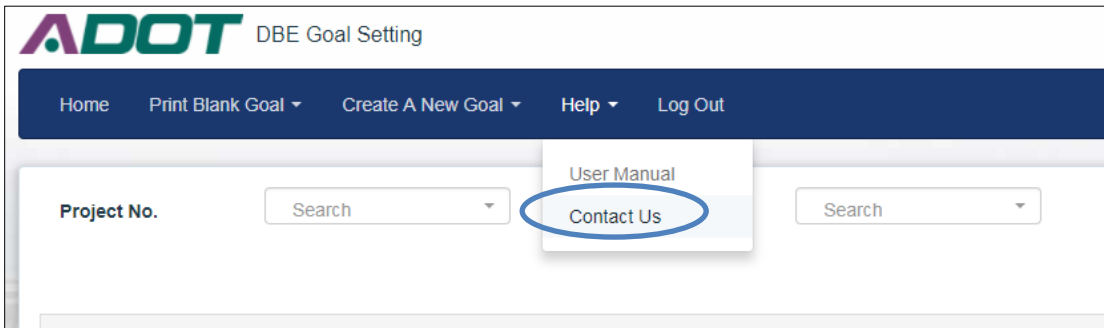 ADOT DBE Goal Setting
Home Print Blank Goal Create A New Goal Help Log Out
User Manual
Project No. Search Contact Us Search